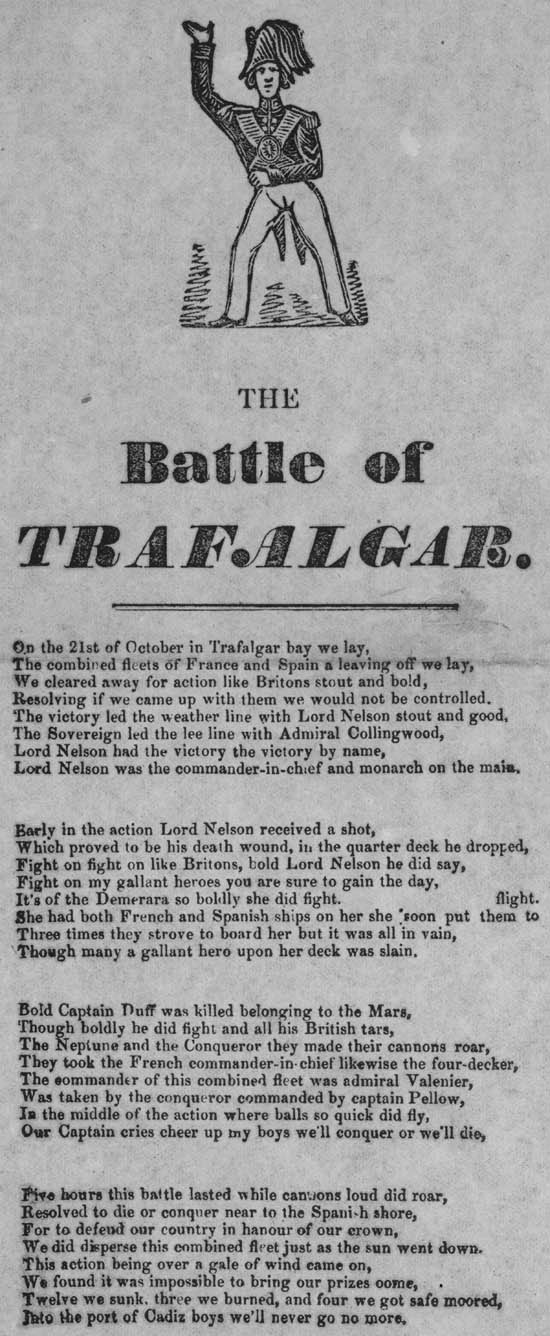 THE
Battle of
TRAFALGAR.
On the 21st of October in Trafalgar bay we lay,
The combined fleets of France and Spain a leaving off we lay,
We cleared away for action like Britons stout and bold,
Resolving if we came up with them we would not be controlled.
The victory led the weather line with Lord Nelson stout and good,
The Sovereign led the lee line with Admiral Collingwood,
Lord Nelson had the victory the victory by name,
Lord Nelson was the commander-in-chief and monarch on the main.
Early in the action Lord Nelson received a shot,
Which proved to be his death wound, in the quarter deck he dropped,
Fight on fight on like Britons, bold Lord Nelson he did say,
Fight on my gallant heroes you are sure to gain the day,
It's of the Demerara so boldly she did fight. flight.
She had both French and Spanish ships on her she soon put them to
Three times they strove to board her but it was all in vain,
Though many a gallant hero upon her deck was slain.
Bold Captain Duff was killed belonging to the Mars,
Though boldly he did fight and all his British tars,
The Neptune and the Conqueror they made their cannons roar,
They took the French commander-in-chief likewise the four-decker,
The commander of this combined fleet was admiral Valenier,
Was taken by the conqueror commanded by captain Pellow,
In the middle of the action where balls so quick did fly,
Our Captain cries cheer up my boys we'll conquer or we'll die,
Five hours this battle lasted while cannons loud did roar,
Resolved to die or conquer near to the Spanish shore,
For to defend our country in hanour of our crown,
We did disperse this combined fleet just as the sun went down.
This action being over a gale of wind came on,
We found it was impossible to bring our prizes oome,
Twelve we sunk. three we burned, and four we got safe moored,
Into the port of Cadiz boys we'll never go no more.